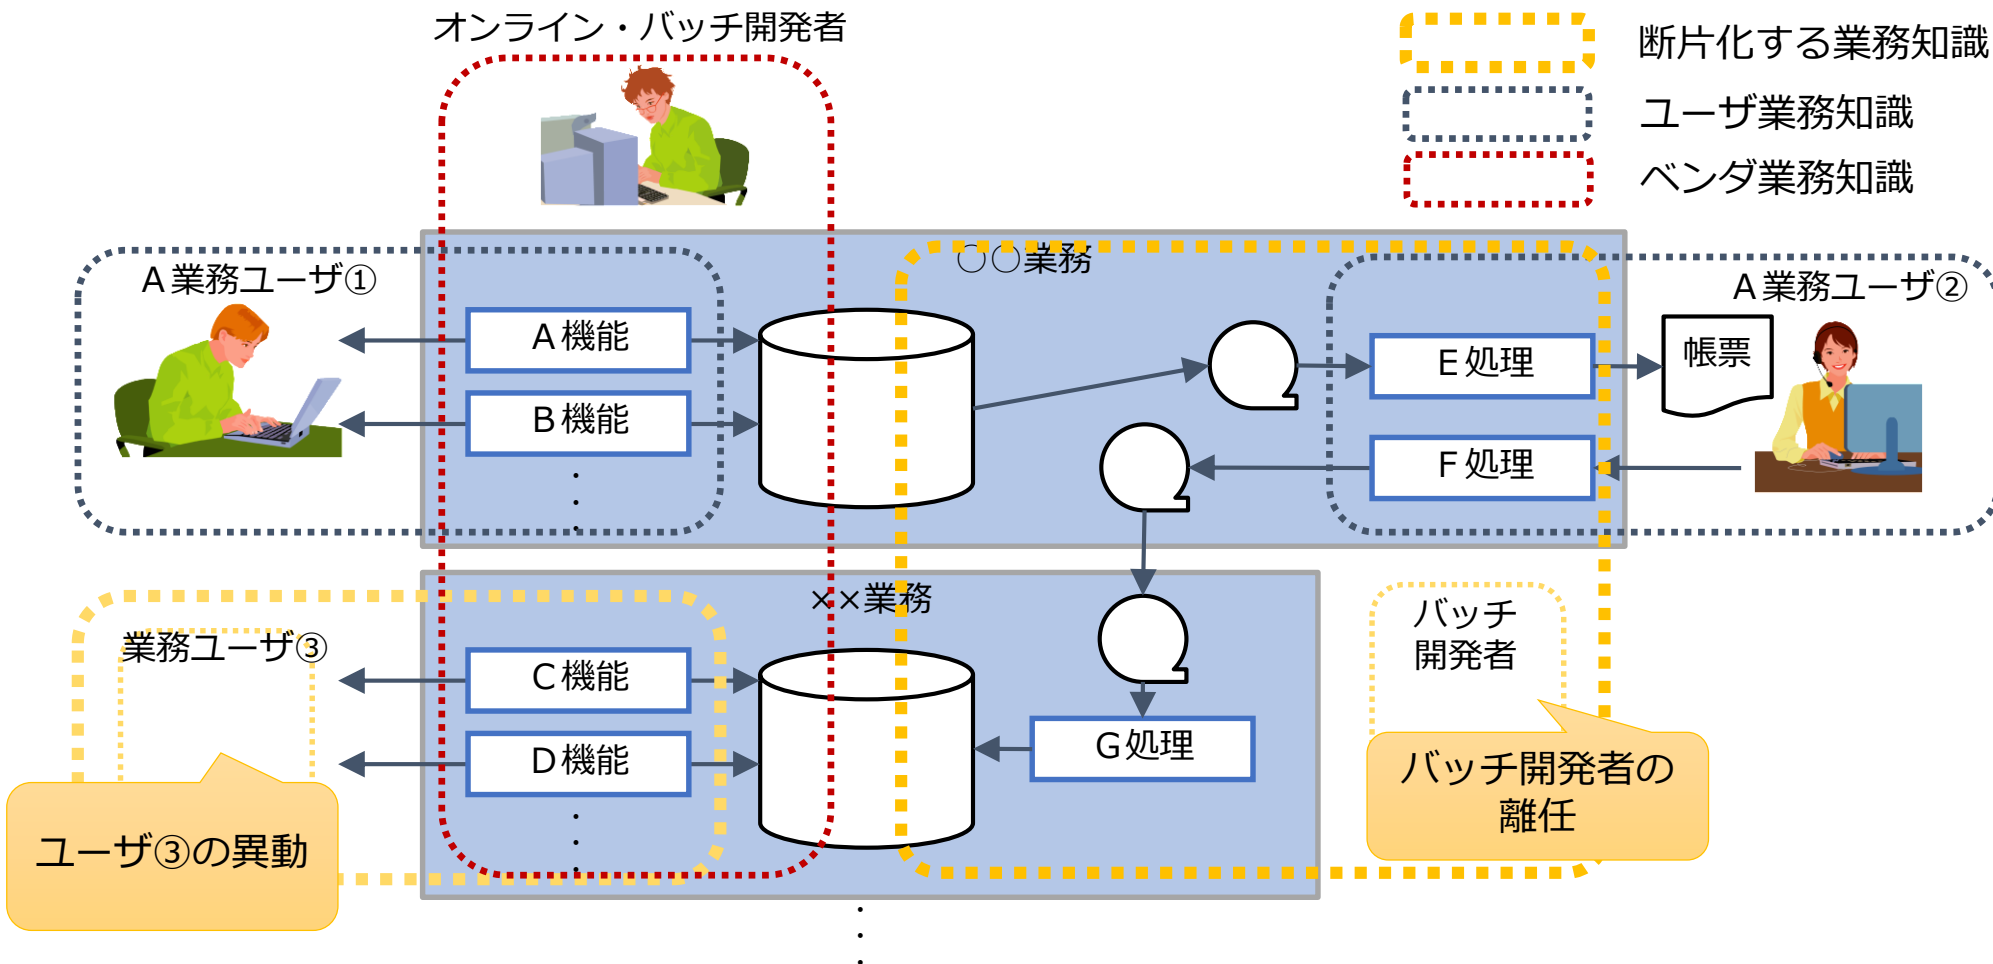 オンライン・バッチ開発者
断片化する業務知識
ユーザ業務知識
ベンダ業務知識
○○業務
A業務ユーザ①
A業務ユーザ②
A機能
B機能
E処理
帳票
F処理
××業務
業務ユーザ③
C機能
D機能
G処理
バッチ
開発者
ユーザ③の異動
バッチ開発者の
離任